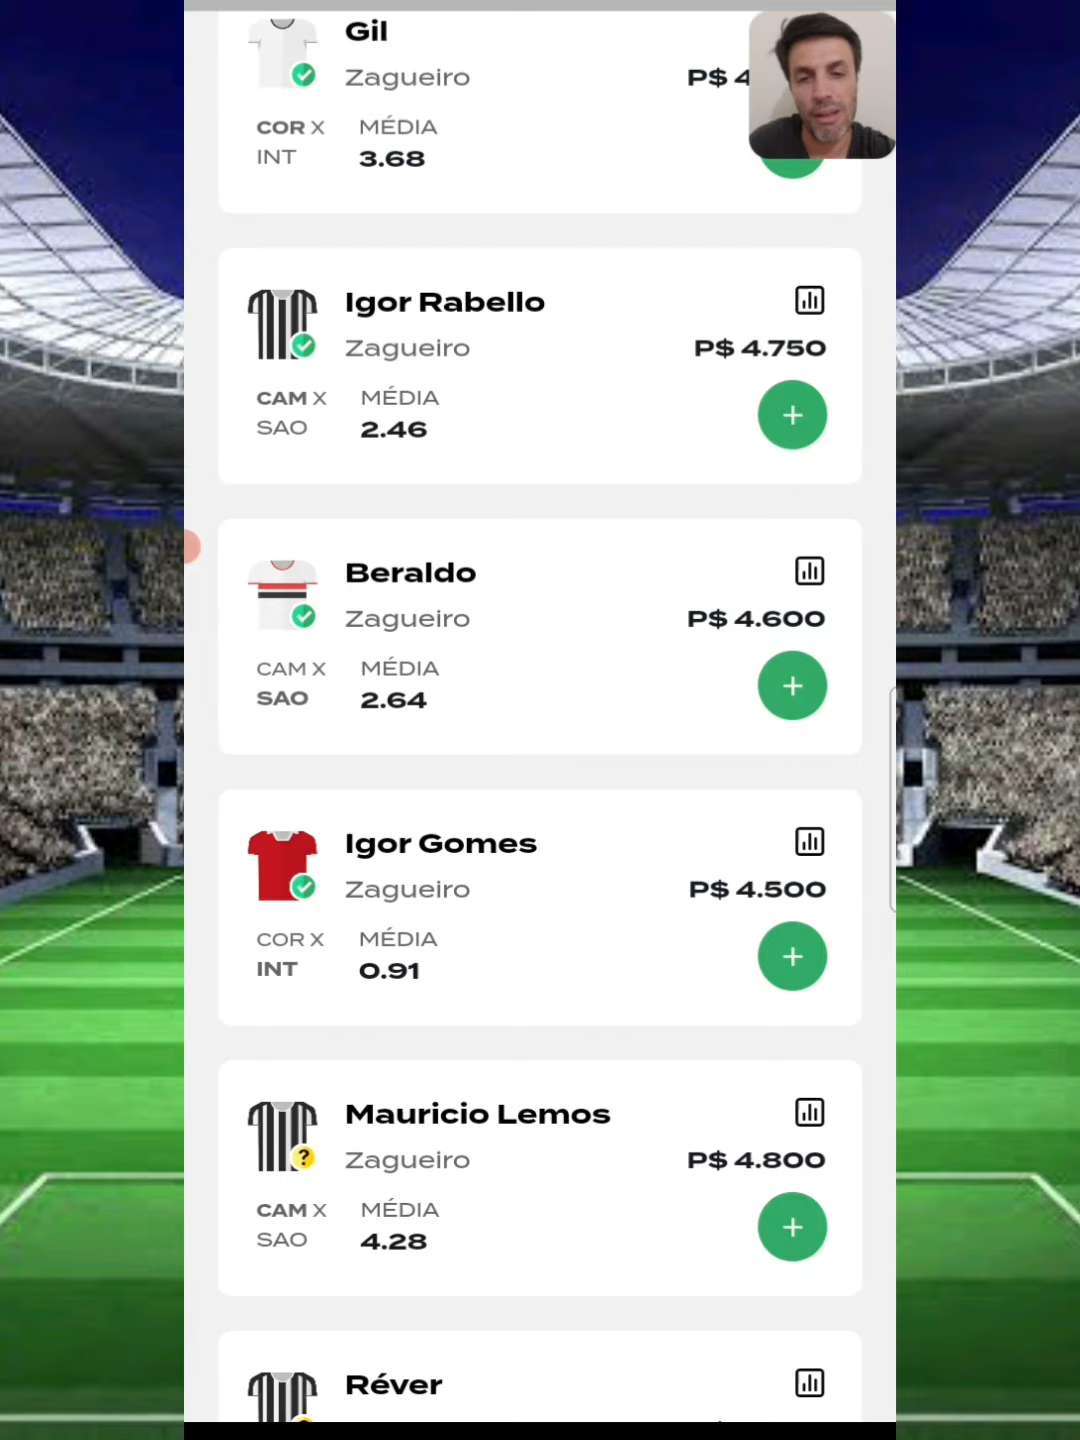 Gil
Zagueiro
P$ 4
COR X
MÉDIA
INT
3.68
Igor Rabello
Zagueiro
P$ 4.750
CAM X
MÉDIA
SAO
2.46
Beraldo
Zagueiro
P$ 4.600
CAM X
MÉDIA
SAO
2.64
Igor Gomes
Zagueiro
P$ 4.500
COR X
MÉDIA
INT
0.91
Mauricio Lemos
?
Zagueiro
P$ 4.800
CAM X
MÉDIA
SAO
4.28
Réver